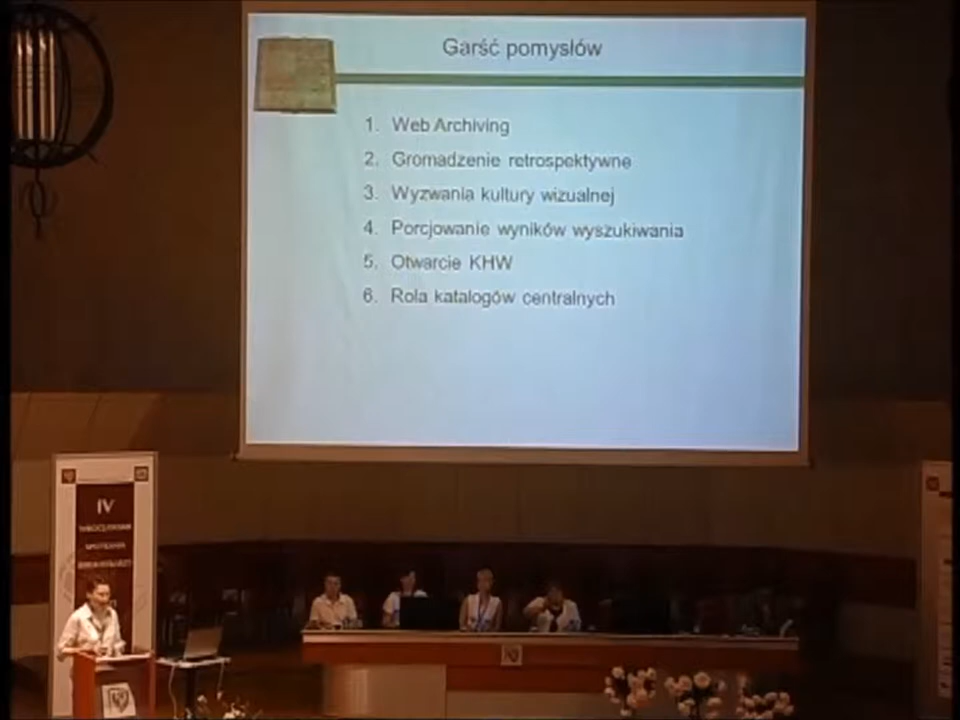 Garść pomysłów
1. Web Archiving
2. Gromadzenie retrospektywne
3. Wyzwania kultury wizualnej
4. Porcjowanie wyników wyszukiwania
5. Otwarcie KHW
6. Rola katalogów centralnych
IV